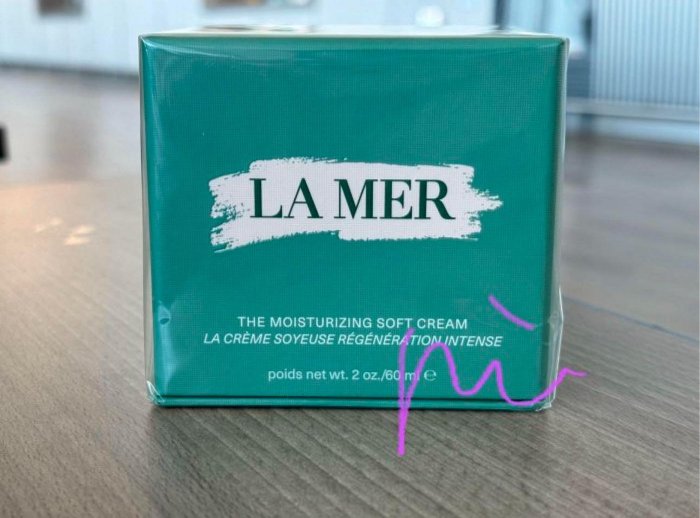 LA MER
THE MOISTURIZING SOFT CREAM
LA CRÈME SOYEUSE RÉGÉNÉRATION INTENSE
poids net wt. 2 oz./60 ml ℮